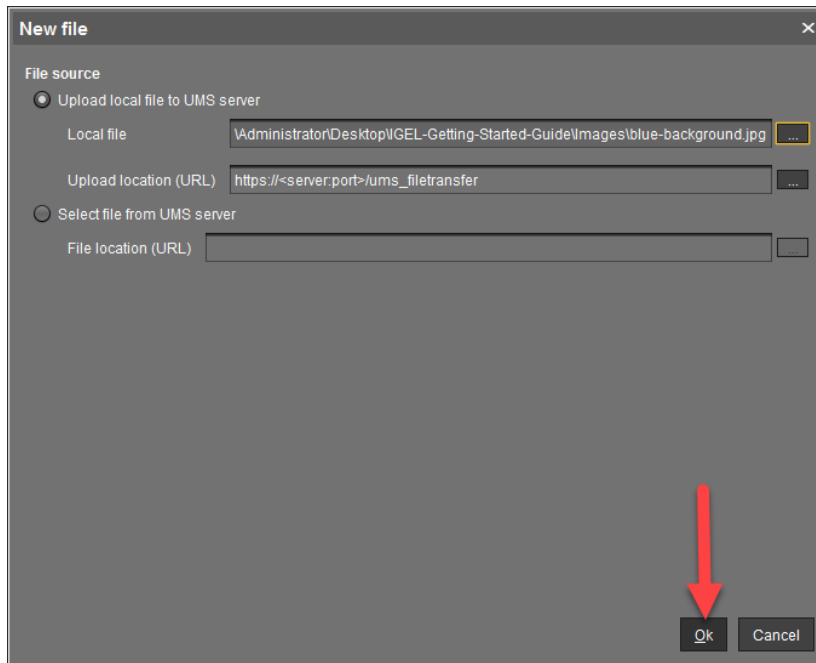 New file
File source
Upload local file to UMS server
Local file \Administrator\Desktop\IGEL-Getting-Started-Guide\Images\blue-background.jpg ...
Upload location (URL) https://<server:port>/ums_filetransfer ...
Select file from UMS server
File location (URL) ...
Ok Cancel